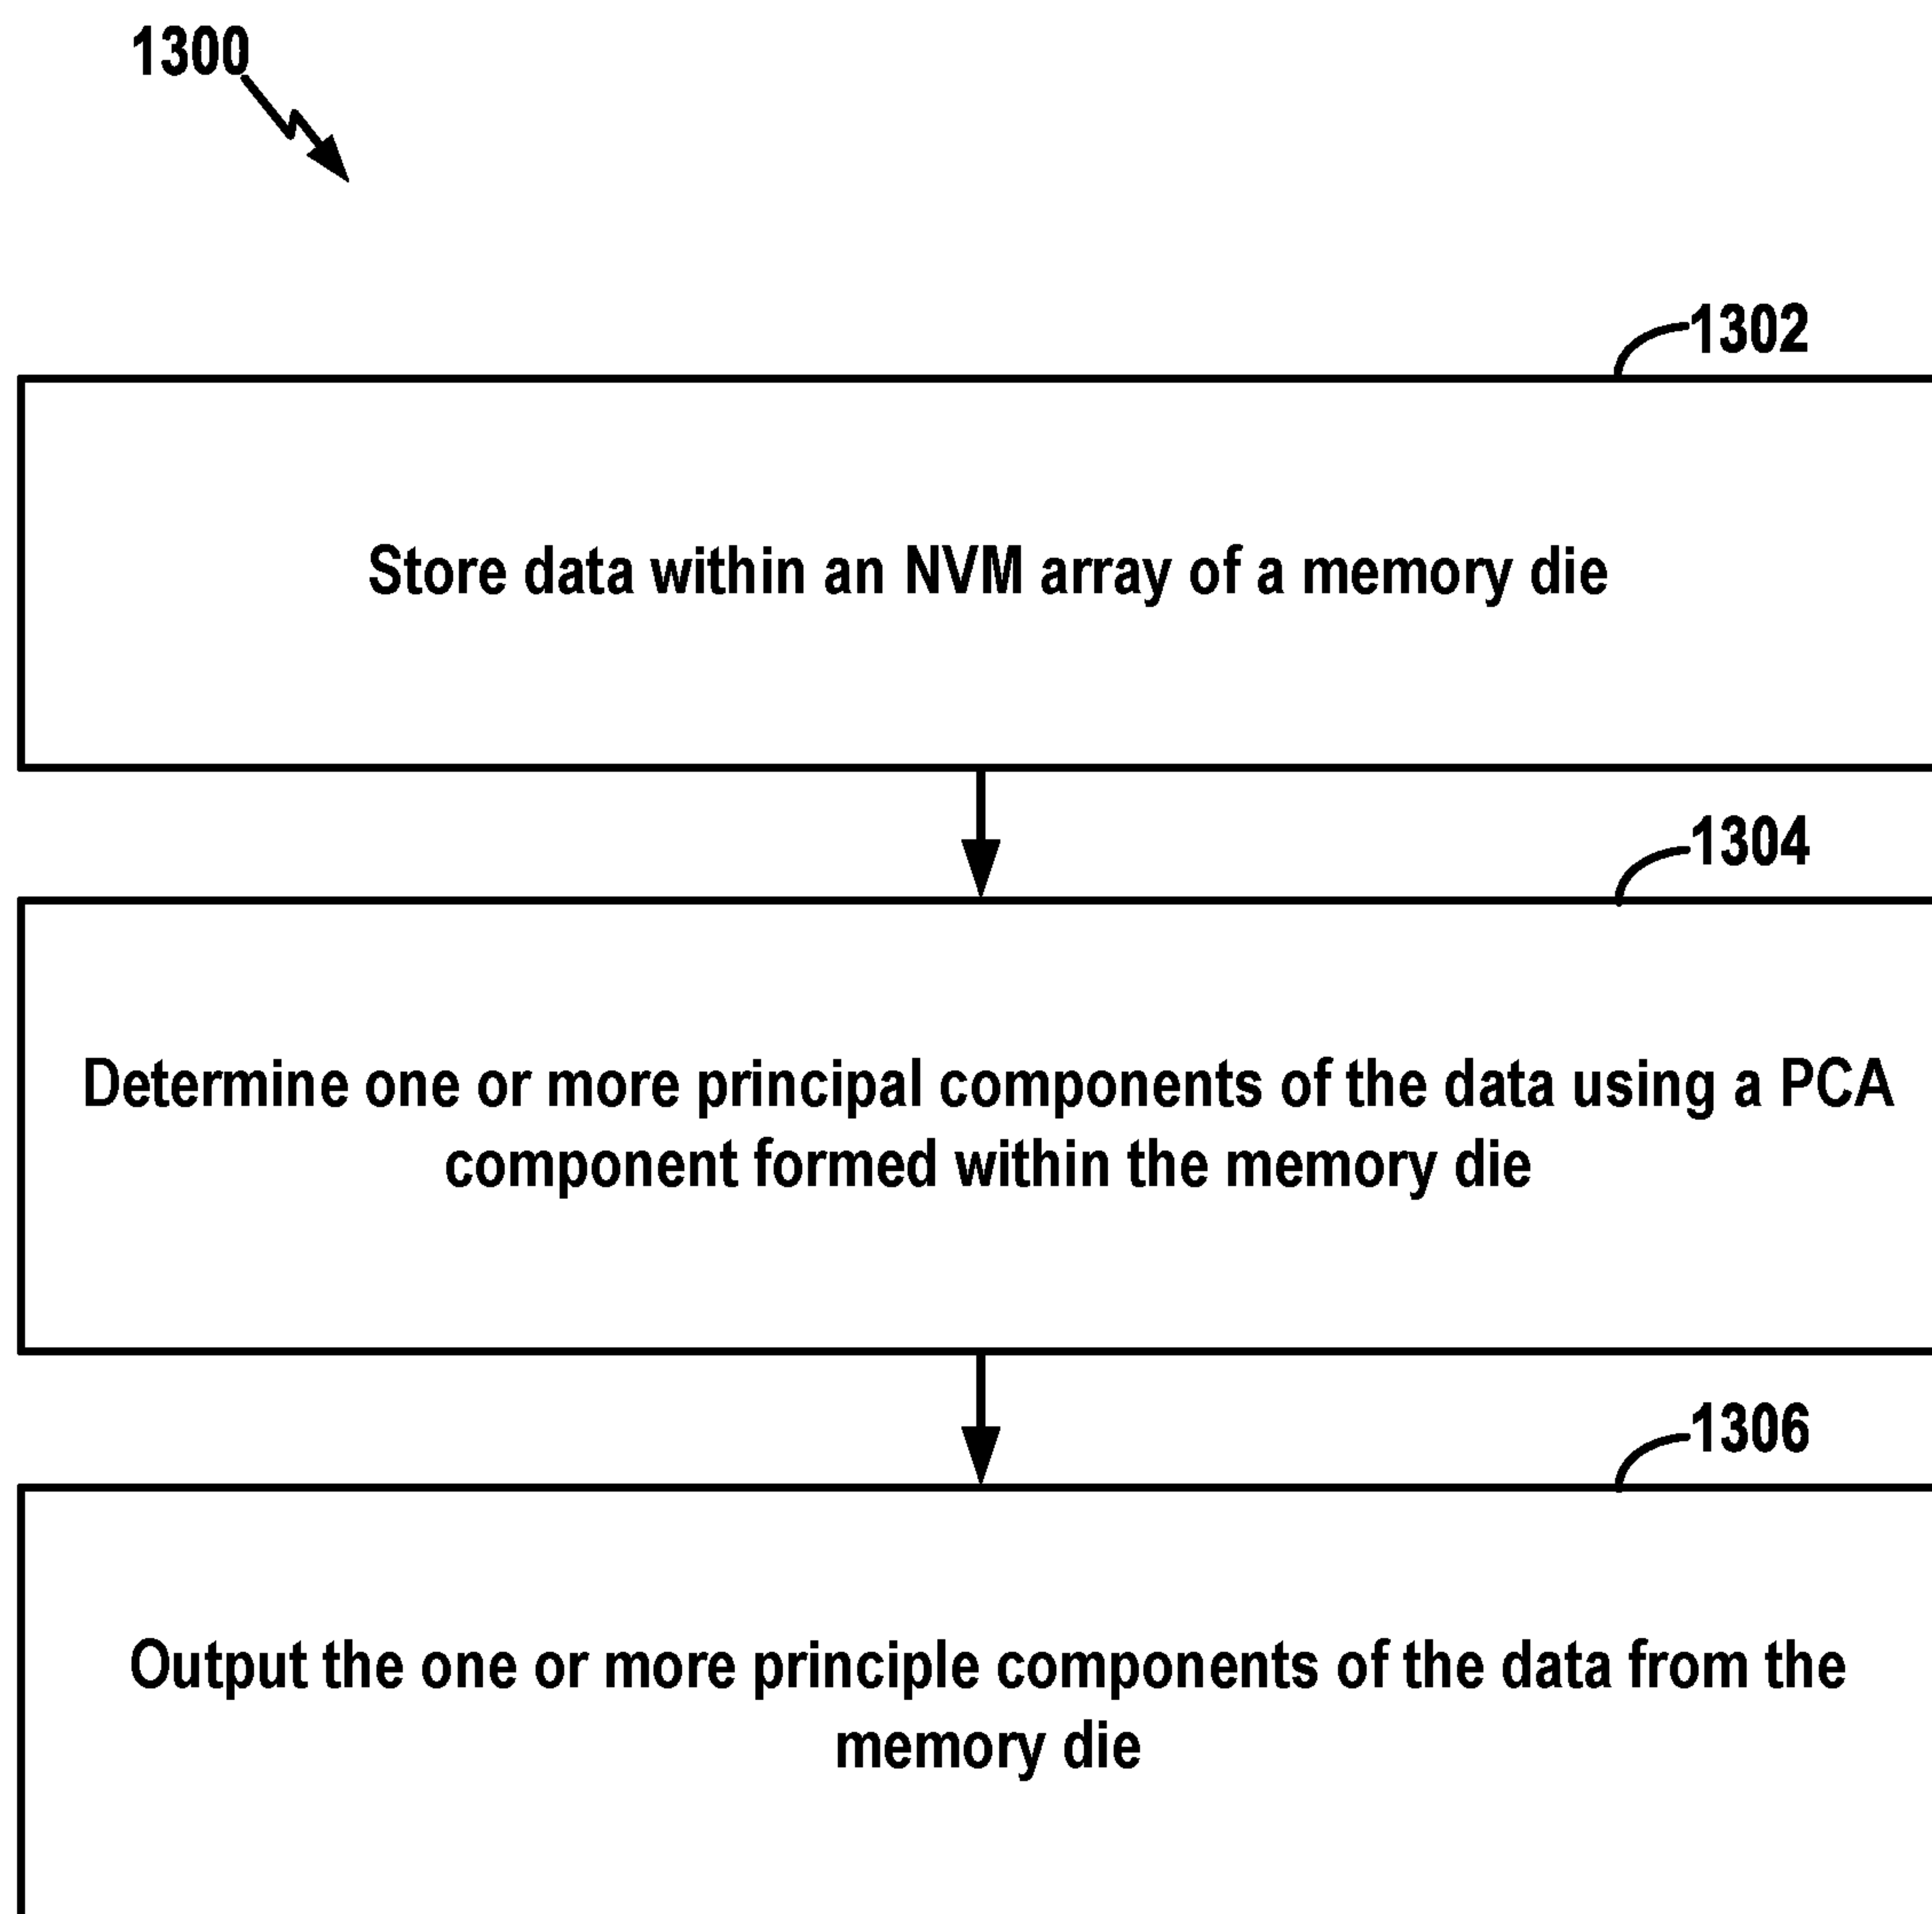 1300
1302
Store data within an NVM array of a memory die
1304
Determine one or more principal components of the data using a PCA
component formed within the memory die
1306
Output the one or more principle components of the data from the
memory die